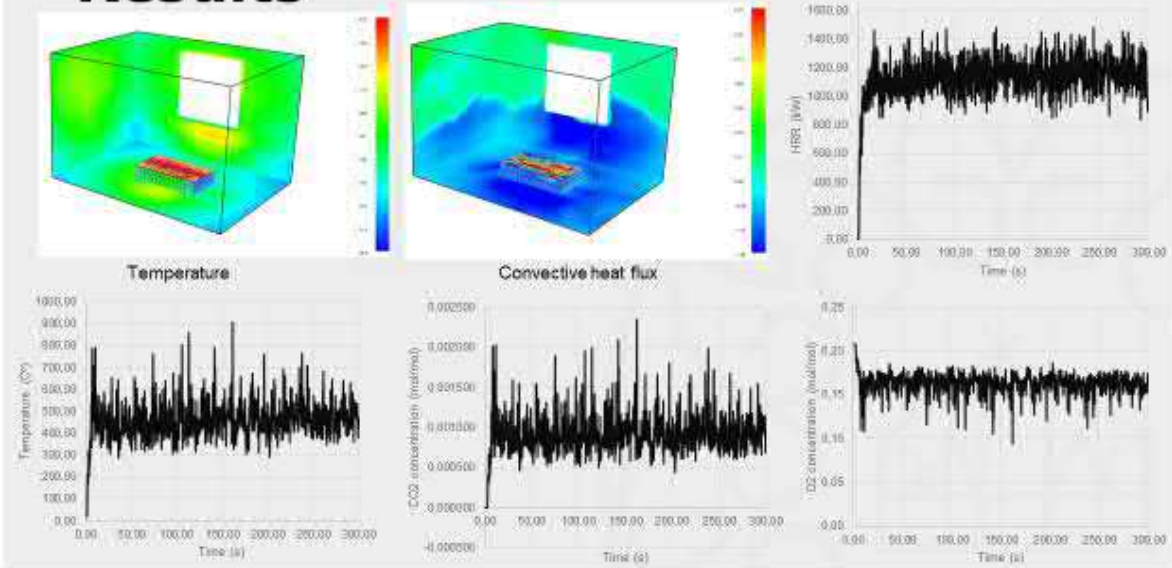 Results
Temperature
Convective heat flux
1600,00
1400,00
1200,00
1000,00
800,00
600,00
400,00
200,00
0,00
HRR (kW)
0,00 50,00 100,00 150,00 200,00 250,00 300,00
Time (s)
1000,00
900,00
800,00
700,00
600,00
500,00
400,00
300,00
200,00
100,00
0,00
Temperature (C°)
0,00 50,00 100,00 150,00 200,00 250,00 300,00
Time (s)
0,002500
0,002000
0,001500
0,001000
0,000500
0,000000
-0,000500
CO2 concentration (mol/mol)
0,00 50,00 100,00 150,00 200,00 250,00 300,00
Time (s)
0,25
0,20
0,15
0,10
0,05
0,00
O2 concentration (mol/mol)
0,00 50,00 100,00 150,00 200,00 250,00 300,00
Time (s)